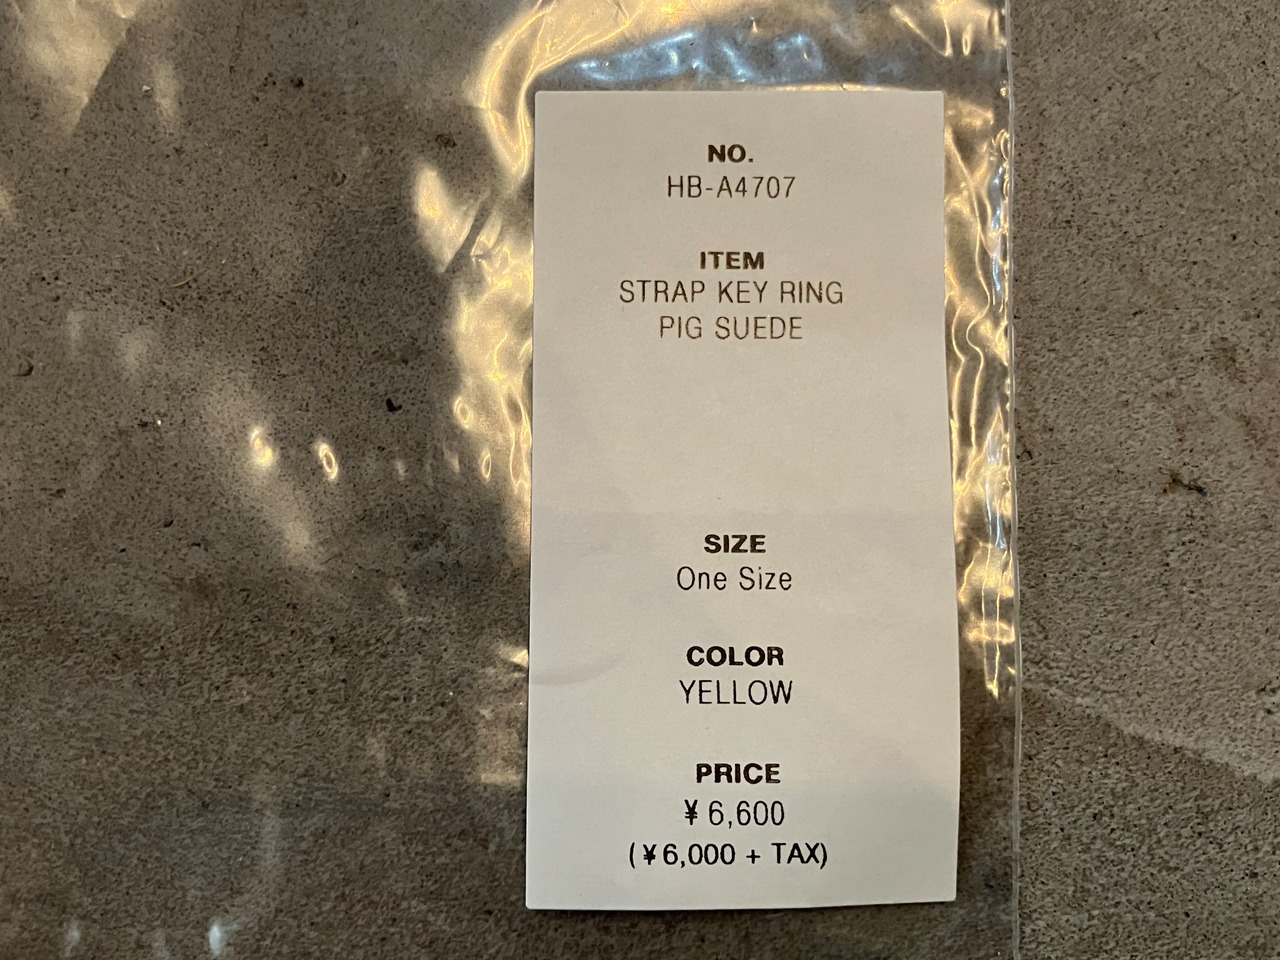 NO.
HB-A4707
ITEM
STRAP KEY RING
PIG SUEDE
SIZE
One Size
COLOR
YELLOW
PRICE
¥ 6,600
(¥6,000 + TAX)